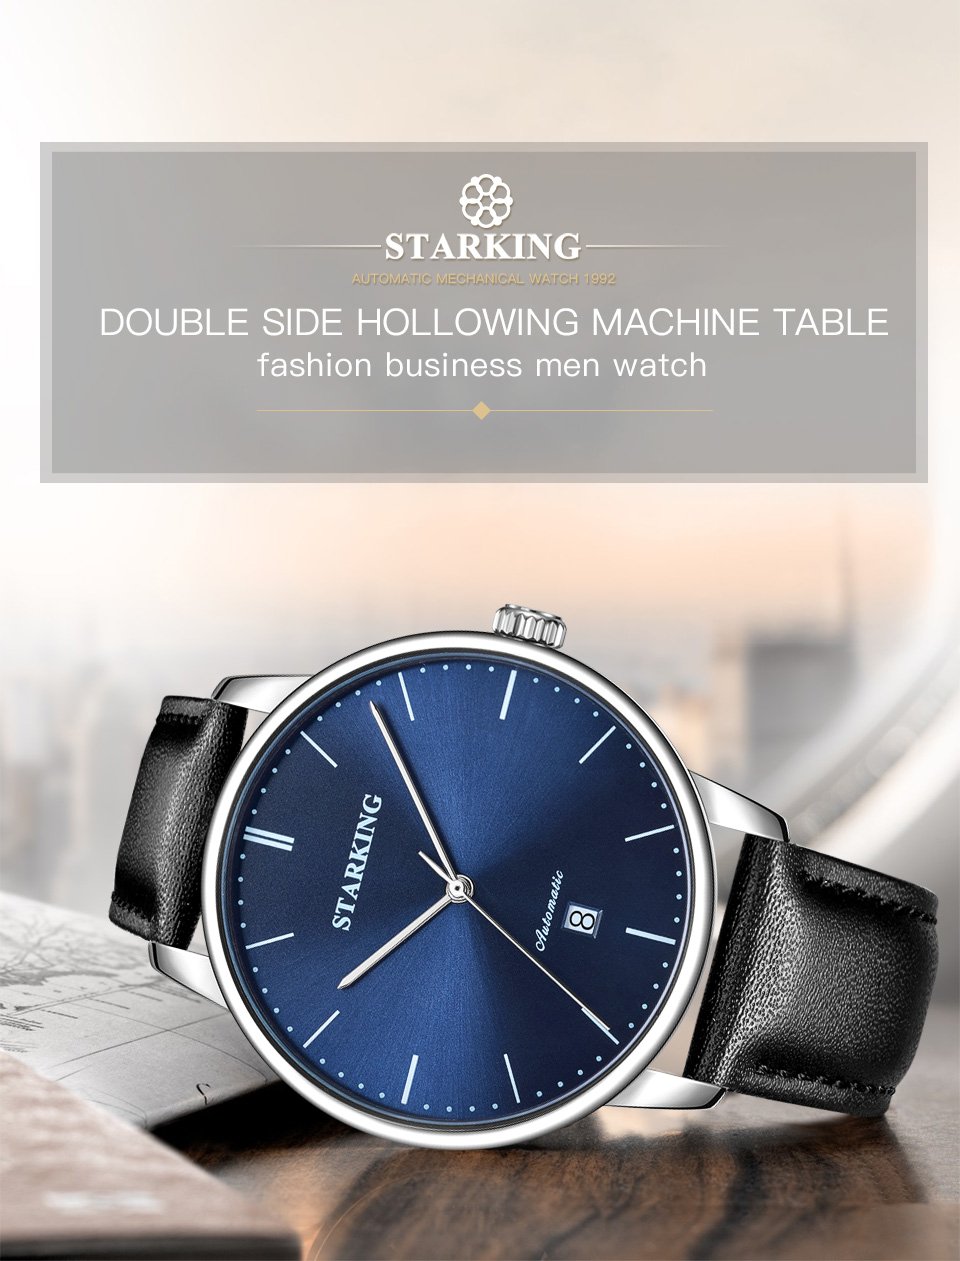 STARKING
AUTOMATIC MECHANICAL WATCH 1992
DOUBLE SIDE HOLLOWING MACHINE TABLE
fashion business men watch
STARKING
Automatic
8